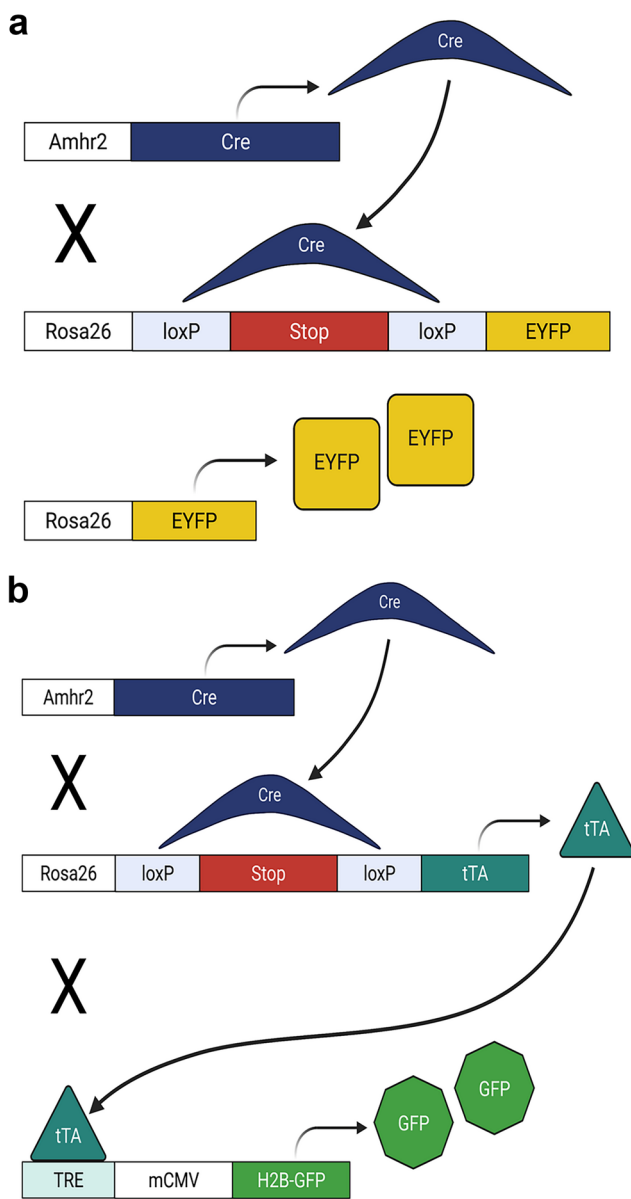 a
Cre
Amhr2 Cre
X
Cre
Rosa26 loxP Stop loxP EYFP
EYFP EYFP
Rosa26 EYFP
b
Cre
Amhr2 Cre
X
Cre
tTA
Rosa26 loxP Stop loxP tTA
X
GFP GFP
tTA
TRE mCMV H2B-GFP